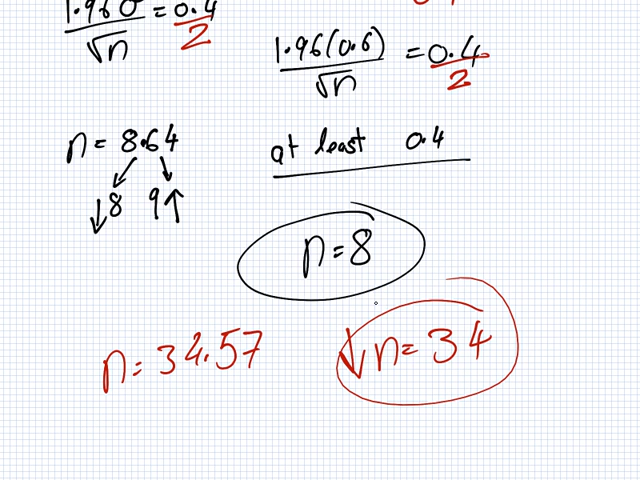 1.96σ/√n = 0.4/2
1.96(0.6)/√n = 0.4/2
n = 8.64
at least 0.4
↓8 9↑
n=8
n=34.57
↓n=34